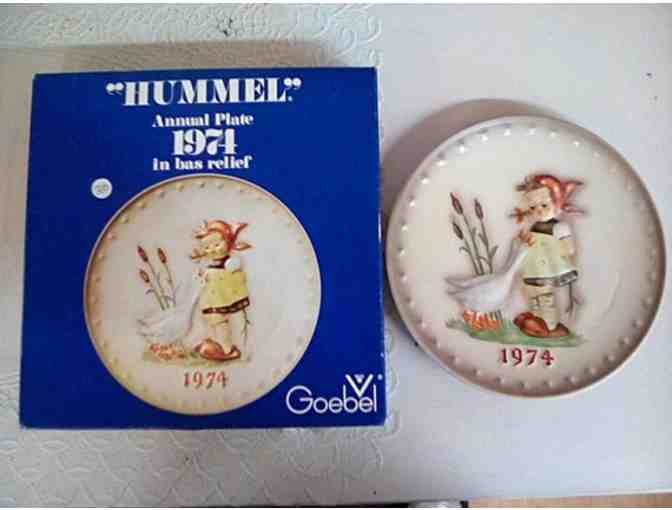 "HUMMEL"®
Annual Plate
1974
in bas relief
1974
Goebel®
1974